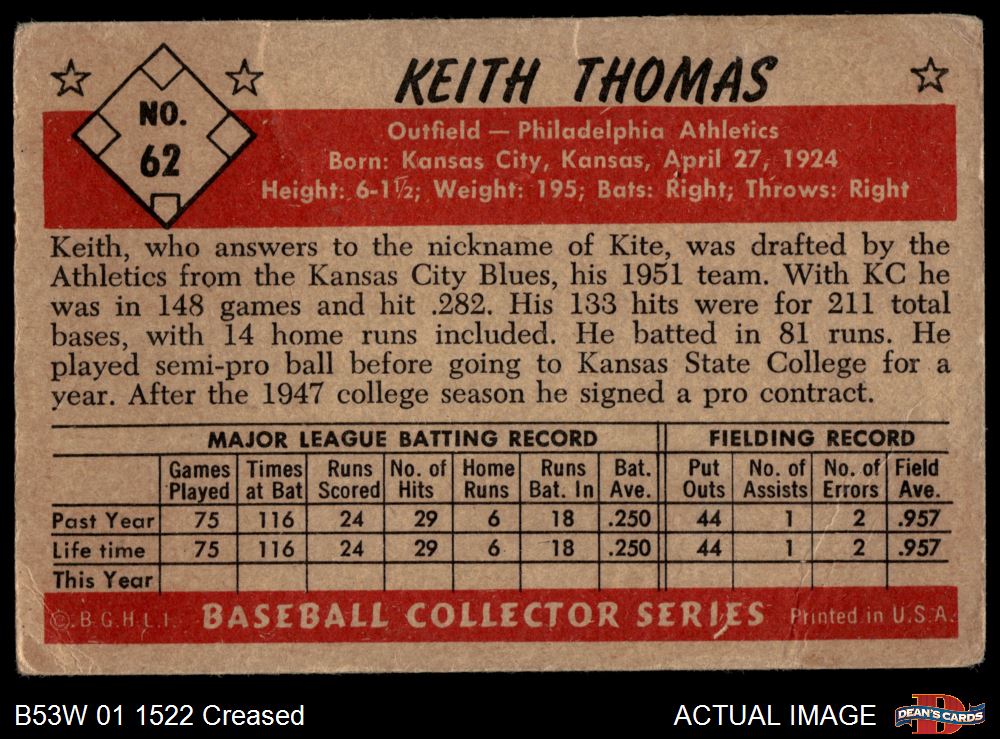 NO.
62
KEITH THOMAS
Outfield — Philadelphia Athletics
Born: Kansas City, Kansas, April 27, 1924
Height: 6-1½; Weight: 195; Bats: Right; Throws: Right
Keith, who answers to the nickname of Kite, was drafted by the
Athletics from the Kansas City Blues, his 1951 team. With KC he
was in 148 games and hit .282. His 133 hits were for 211 total
bases, with 14 home runs included. He batted in 81 runs. He
played semi-pro ball before going to Kansas State College for a
year. After the 1947 college season he signed a pro contract.
MAJOR LEAGUE BATTING RECORD FIELDING RECORD
Games Times Runs No. of Home Runs Bat. Put No. of No. of Field
Played at Bat Scored Hits Runs Bat. In Ave. Outs Assists Errors Ave.
Past Year 75 116 24 29 6 18 .250 44 1 2 .957
Life time 75 116 24 29 6 18 .250 44 1 2 .957
This Year
©.B.G.H.L.I. BASEBALL COLLECTOR SERIES Printed in U.S.A.
B53W 01 1522 Creased ACTUAL IMAGE D DEAN'S CARDS